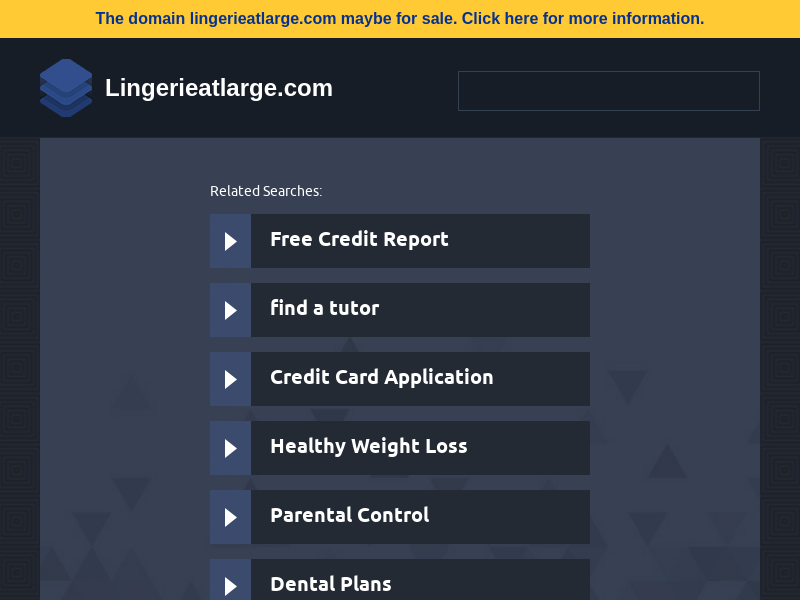 The domain lingerieatlarge.com maybe for sale. Click here for more information.
Lingerieatlarge.com
Related Searches:
Free Credit Report
find a tutor
Credit Card Application
Healthy Weight Loss
Parental Control
Dental Plans